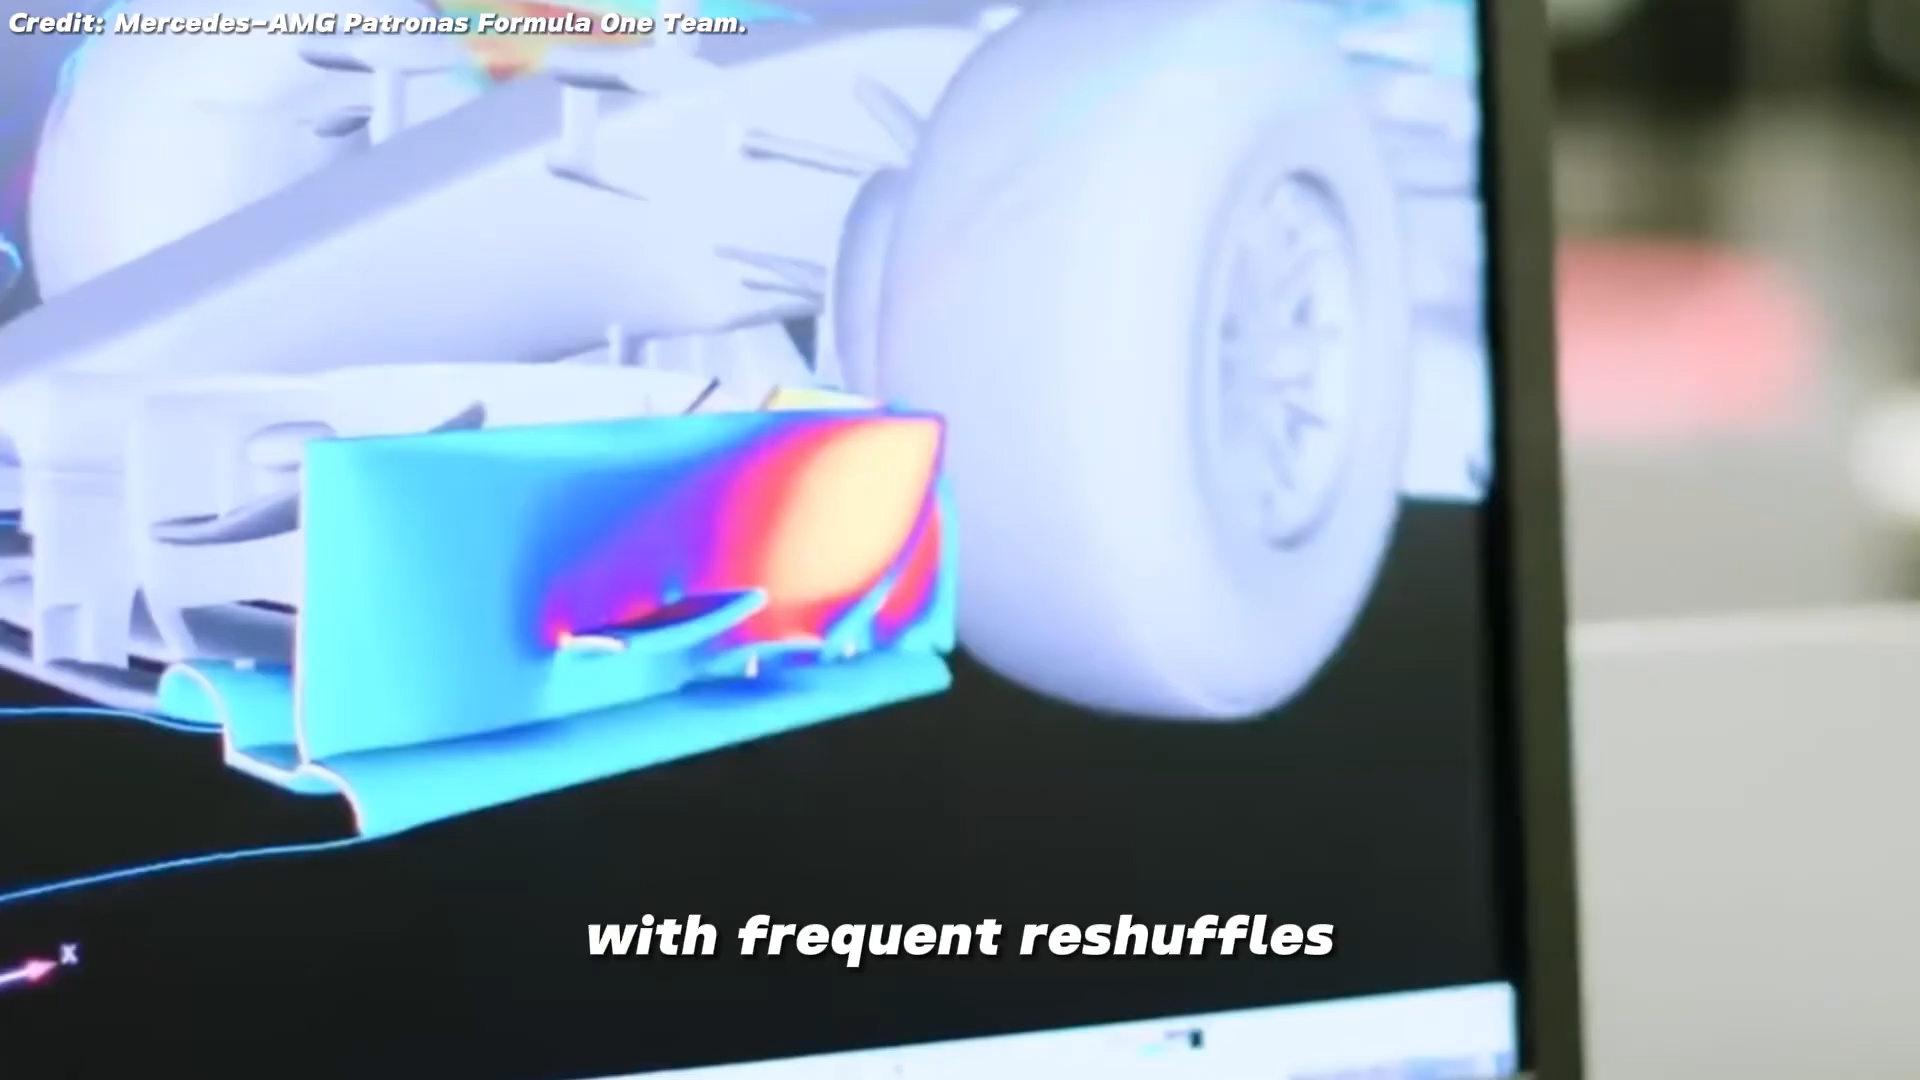 Credit: Mercedes-AMG Patronas Formula One Team.
with frequent reshuffles
X